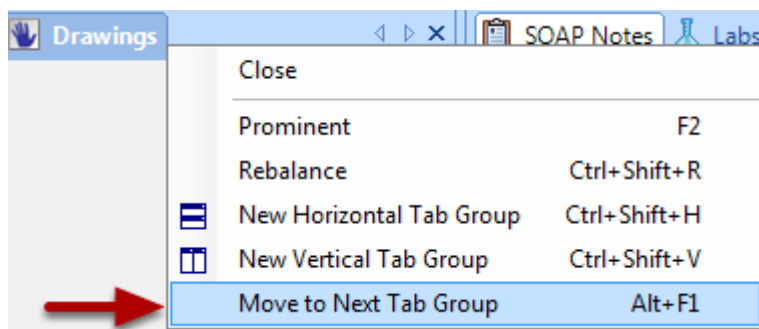 Drawings
SOAP Notes Labs
Close
Prominent F2
Rebalance Ctrl+Shift+R
New Horizontal Tab Group Ctrl+Shift+H
New Vertical Tab Group Ctrl+Shift+V
Move to Next Tab Group Alt+F1